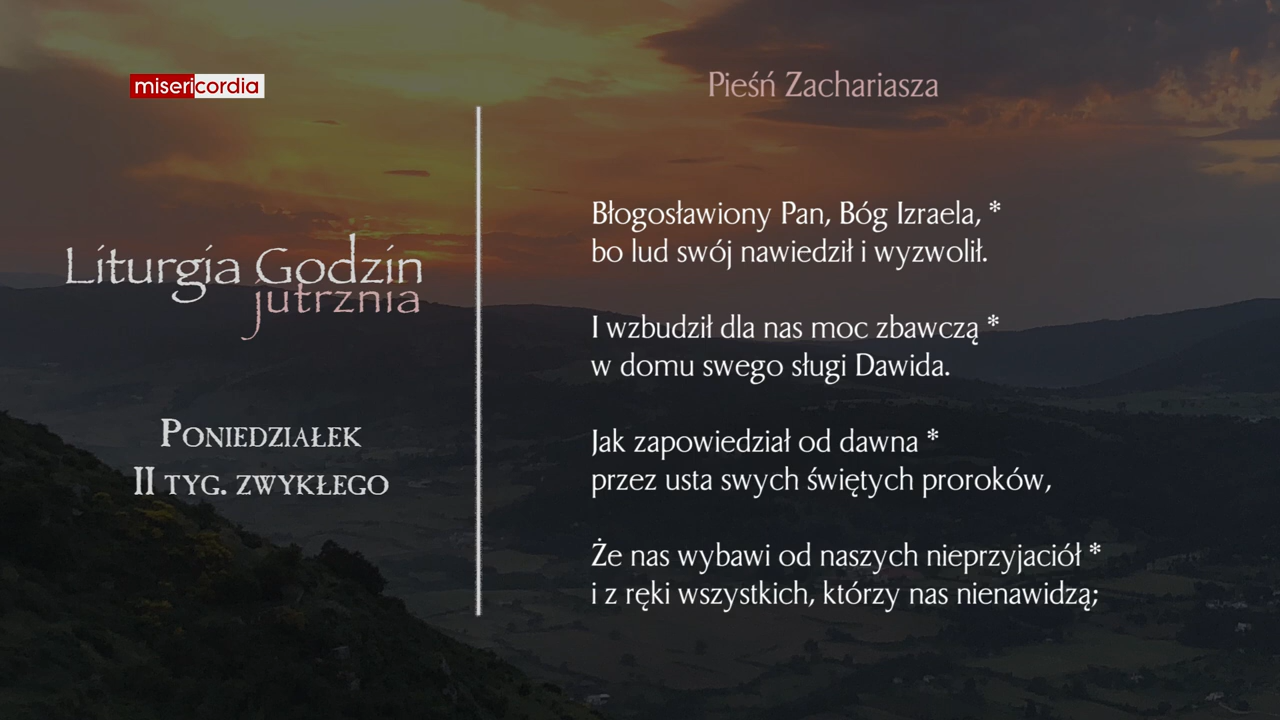 misericordia
Liturgia Godzin
jutrznia
Poniedziałek
II tyg. zwykłego
Pieśń Zachariasza
Błogosławiony Pan, Bóg Izraela, *
bo lud swój nawiedził i wyzwolił.
I wzbudził dla nas moc zbawczą *
w domu swego sługi Dawida.
Jak zapowiedział od dawna *
przez usta swych świętych proroków,
Że nas wybawi od naszych nieprzyjaciół *
i z ręki wszystkich, którzy nas nienawidzą;